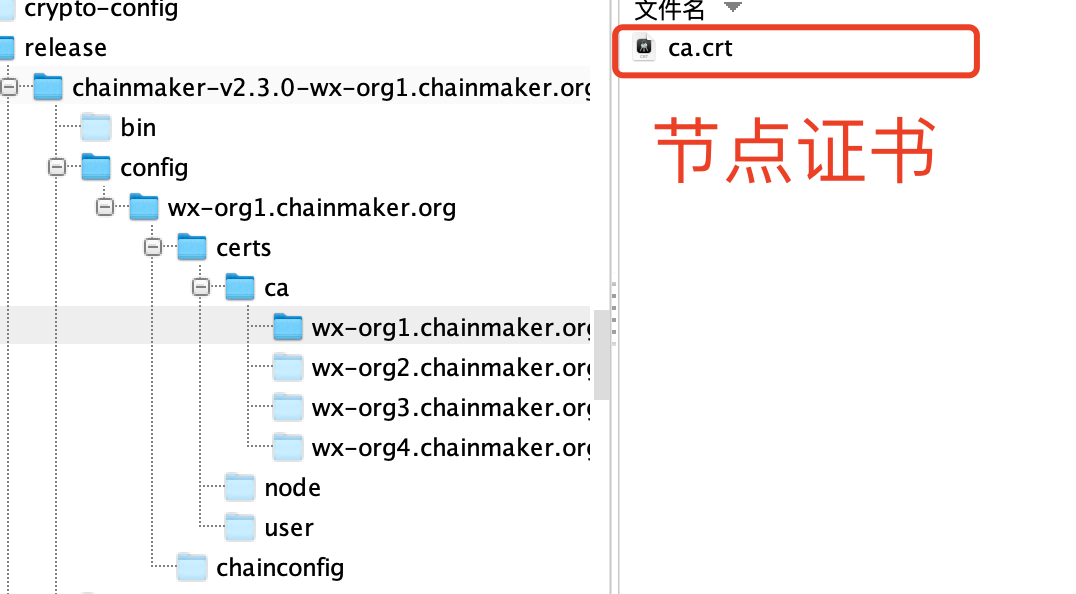 crypto-config
release
chainmaker-v2.3.0-wx-org1.chainmaker.org
bin
config
wx-org1.chainmaker.org
certs
ca
wx-org1.chainmaker.org
wx-org2.chainmaker.org
wx-org3.chainmaker.org
wx-org4.chainmaker.org
node
user
chainconfig
文件名
ca.crt
节点证书